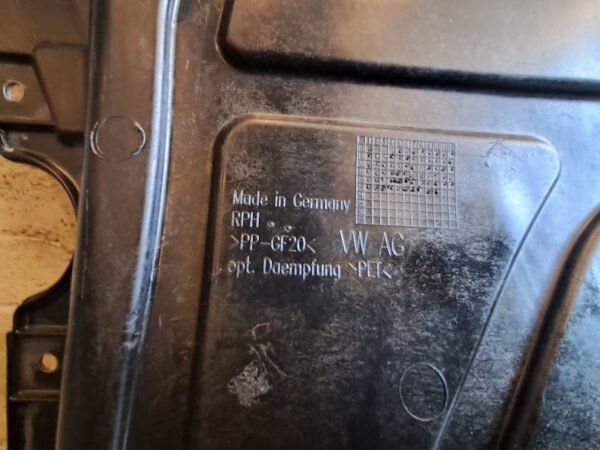 Made in Germany
RPH
>PP-GF20< VW AG
opt. Daempfung >PET<